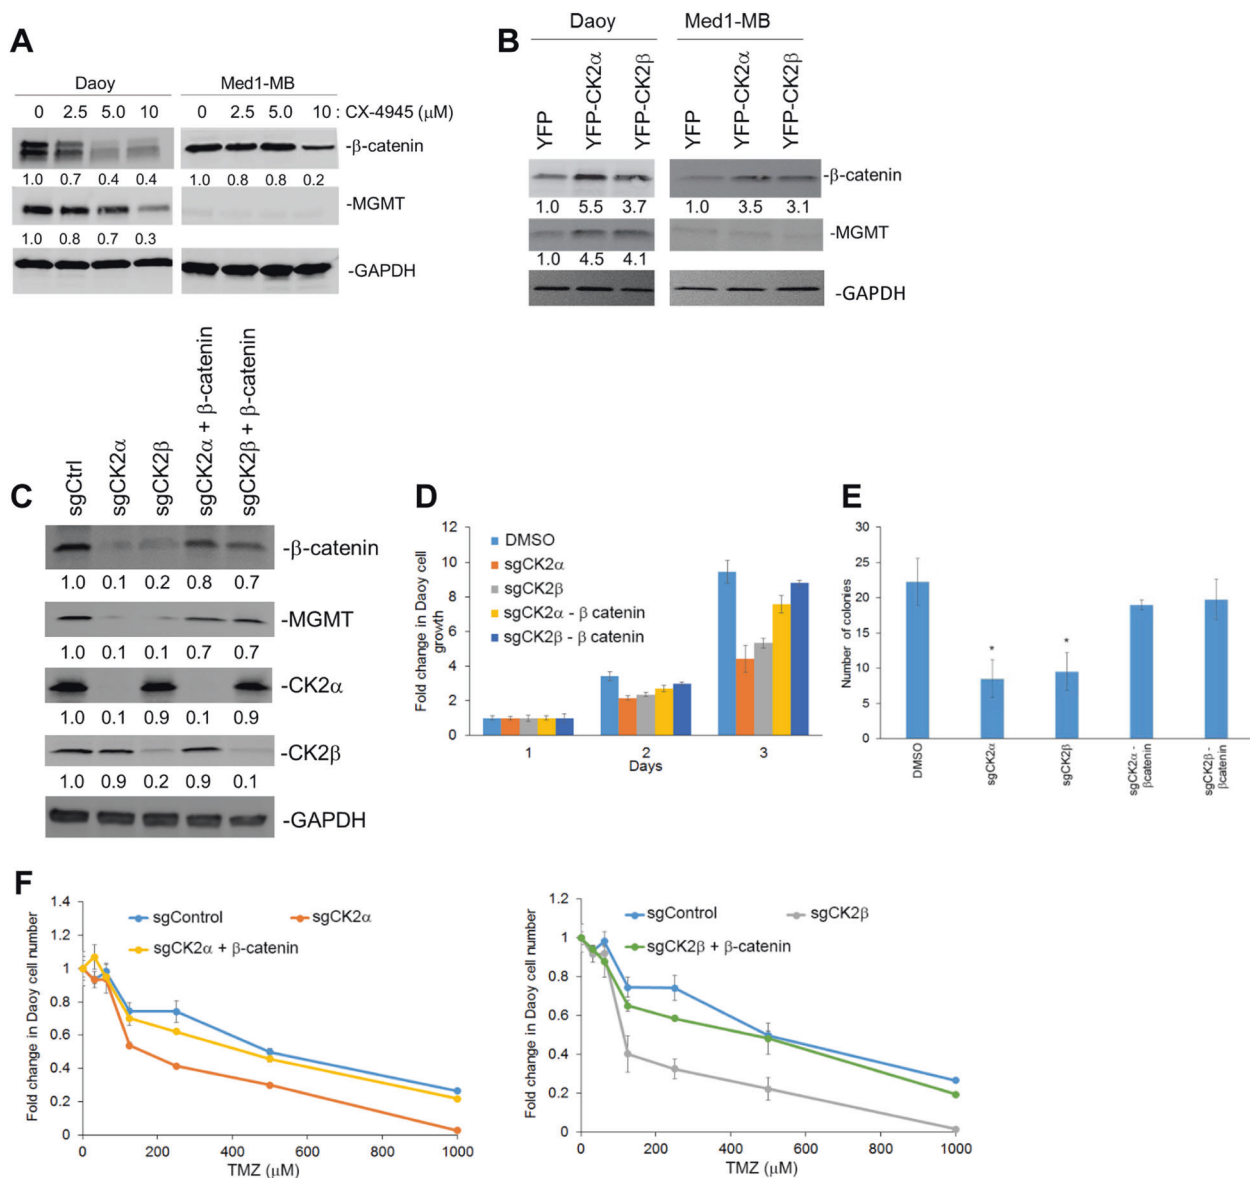 A
Daoy Med1-MB
0 2.5 5.0 10 0 2.5 5.0 10 : CX-4945 (μM)
-β-catenin
1.0 0.7 0.4 0.4 1.0 0.8 0.8 0.2
-MGMT
1.0 0.8 0.7 0.3
-GAPDH
B
Daoy Med1-MB
YFP YFP-CK2α YFP-CK2β YFP YFP-CK2α YFP-CK2β
-β-catenin
1.0 5.5 3.7 1.0 3.5 3.1
-MGMT
1.0 4.5 4.1
-GAPDH
C
sgCtrl sgCK2α sgCK2β sgCK2α + β-catenin sgCK2β + β-catenin
-β-catenin
1.0 0.1 0.2 0.8 0.7
-MGMT
1.0 0.1 0.1 0.7 0.7
-CK2α
1.0 0.1 0.9 0.1 0.9
-CK2β
1.0 0.9 0.2 0.9 0.1
-GAPDH
D
Fold change in Daoy cell
growth
12
10
8
6
4
2
0
DMSO
sgCK2α
sgCK2β
sgCK2α - β catenin
sgCK2β - β catenin
1 2 3
Days
E
Number of colonies
30
25
20
15
10
5
0
* *
DMSO
sgCK2α
sgCK2β
sgCK2α -
βcatenin
sgCK2β -
βcatenin
F
Fold change in Daoy cell number
1.4
1.2
1
0.8
0.6
0.4
0.2
0
sgControl sgCK2α
sgCK2α + β-catenin
0 200 400 600 800 1000
TMZ (μM)
Fold change in Daoy cell number
1.2
1
0.8
0.6
0.4
0.2
0
sgControl sgCK2β
sgCK2β + β-catenin
0 200 400 600 800 1000
TMZ (μM)